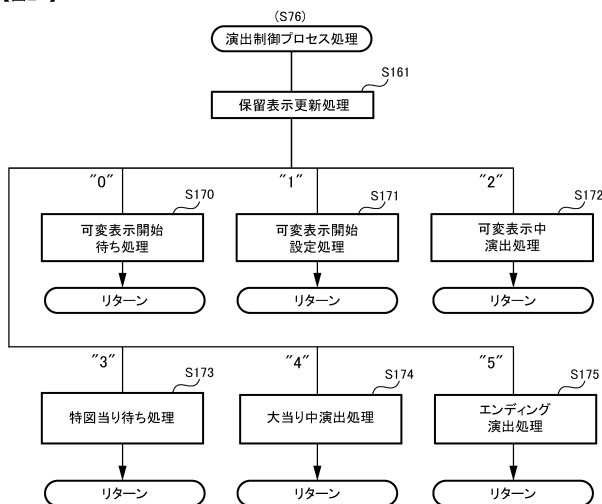 (S76)
演出制御プロセス処理
S161
保留表示更新処理
"0"
"1"
"2"
S170
S171
S172
可変表示開始
待ち処理
可変表示開始
設定処理
可変表示中
演出処理
リターン
リターン
リターン
"3"
"4"
"5"
S173
S174
S175
特図当り待ち処理
大当り中演出処理
エンディング
演出処理
リターン
リターン
リターン